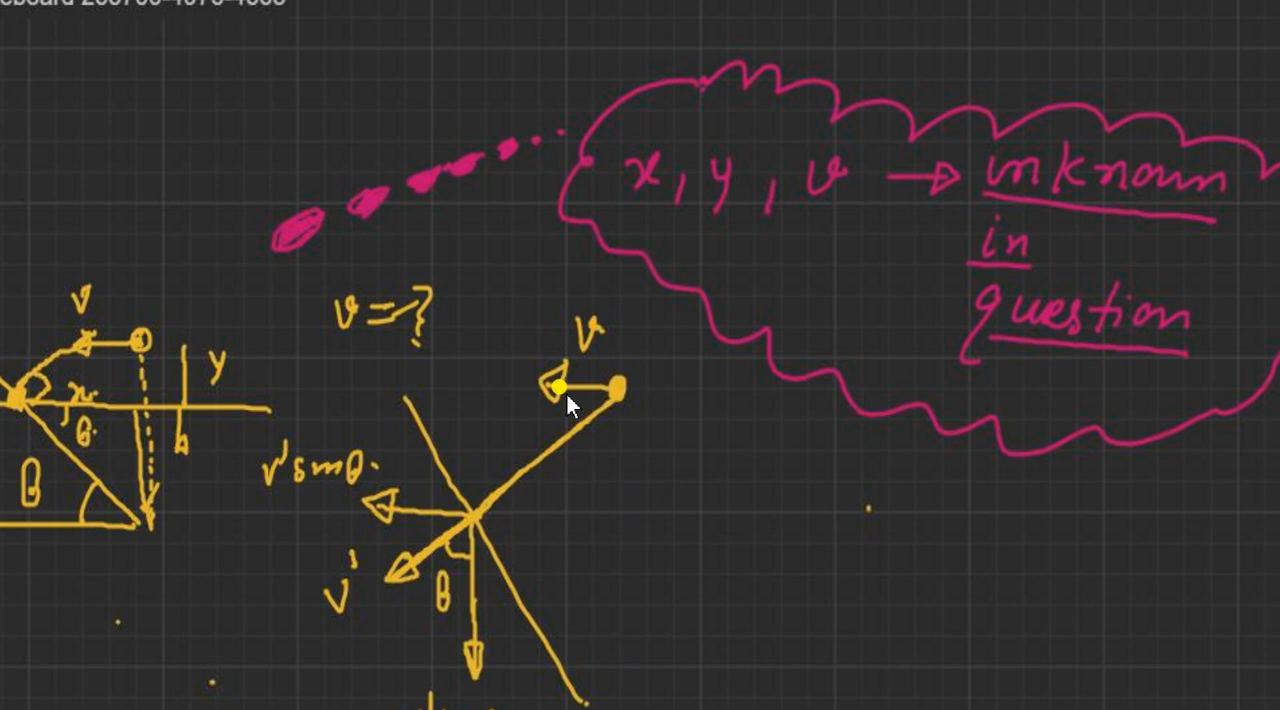 x, y, v → unknown
in
question
v = ?
v
v
y
x
θ
θ
v' sinθ
v'
θ